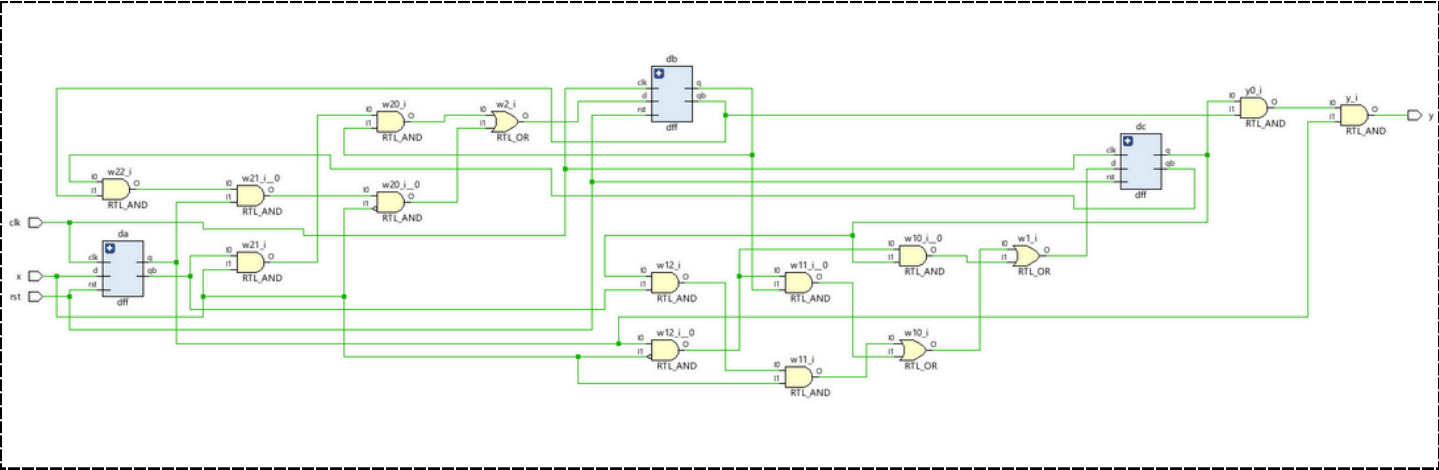 db
clk q
d qb
rst
dff
w20_i
I0 O
I1
RTL_AND
w2_i
I0 O
I1
RTL_OR
y0_i
I0 O
I1
RTL_AND
y_i
I0 O
I1
RTL_AND
y
dc
clk q
d qb
rst
dff
w22_i
I0 O
I1
RTL_AND
w21_i__0
I0 O
I1
RTL_AND
w20_i__0
I0 O
I1
RTL_AND
clk
x
rst
da
clk q
d qb
rst
dff
w21_i
I0 O
I1
RTL_AND
w12_i
I0 O
I1
RTL_AND
w11_i__0
I0 O
I1
RTL_AND
w10_i__0
I0 O
I1
RTL_AND
w1_i
I0 O
I1
RTL_OR
w12_i__0
I0 O
I1
RTL_AND
w11_i
I0 O
I1
RTL_AND
w10_i
I0 O
I1
RTL_OR